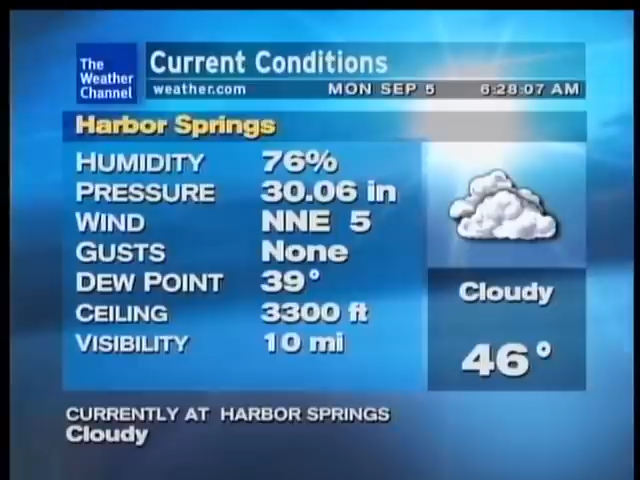 The
Weather
Channel
Current Conditions
weather.com MON SEP 5 6:28:07 AM
Harbor Springs
HUMIDITY 76%
PRESSURE 30.06 in
WIND NNE 5
GUSTS None
DEW POINT 39°
CEILING 3300 ft
VISIBILITY 10 mi
Cloudy
46°
CURRENTLY AT HARBOR SPRINGS
Cloudy